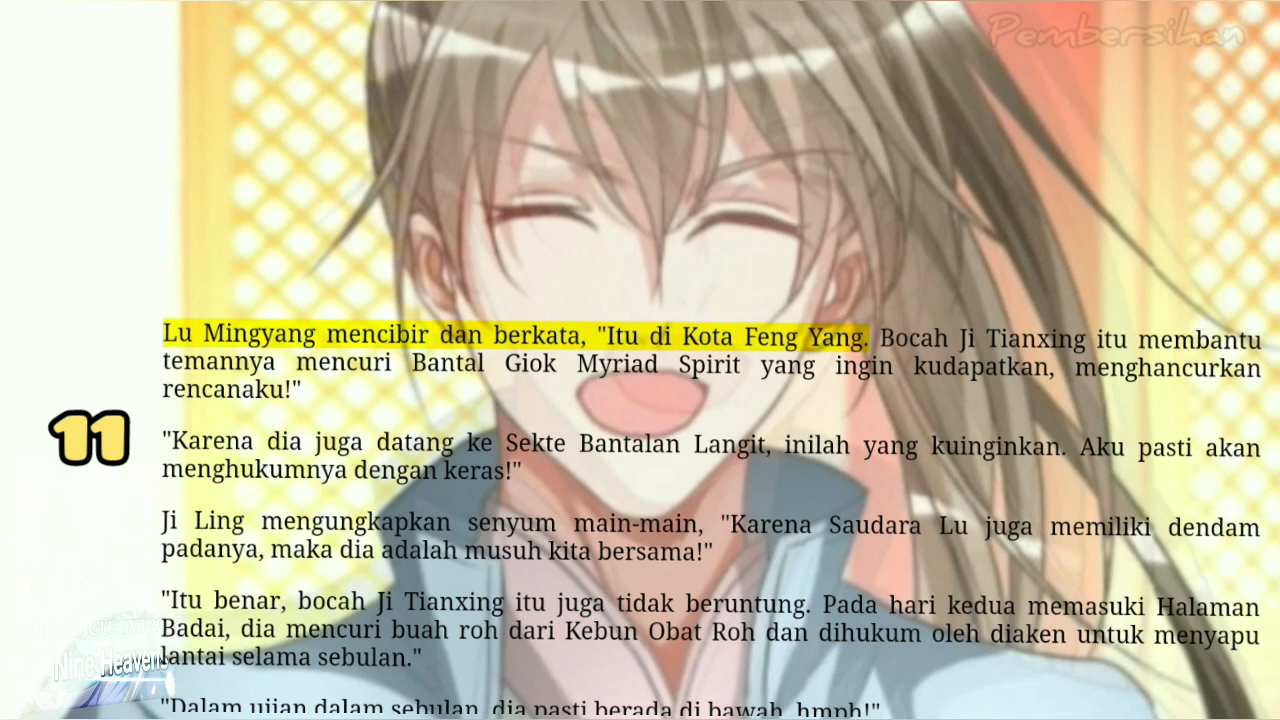 Pembersihan
Lu Mingyang mencibir dan berkata, "Itu di Kota Feng Yang. Bocah Ji Tianxing itu membantu
temannya mencuri Bantal Giok Myriad Spirit yang ingin kudapatkan, menghancurkan
rencanaku!"
11
"Karena dia juga datang ke Sekte Bantalan Langit, inilah yang kuinginkan. Aku pasti akan
menghukumnya dengan keras!"
Ji Ling mengungkapkan senyum main-main, "Karena Saudara Lu juga memiliki dendam
padanya, maka dia adalah musuh kita bersama!"
"Itu benar, bocah Ji Tianxing itu juga tidak beruntung. Pada hari kedua memasuki Halaman
Badai, dia mencuri buah roh dari Kebun Obat Roh dan dihukum oleh diaken untuk menyapu
lantai selama sebulan."
Nine Heavens
"Dalam ujian dalam sebulan, dia pasti berada di bawah, hmph!"